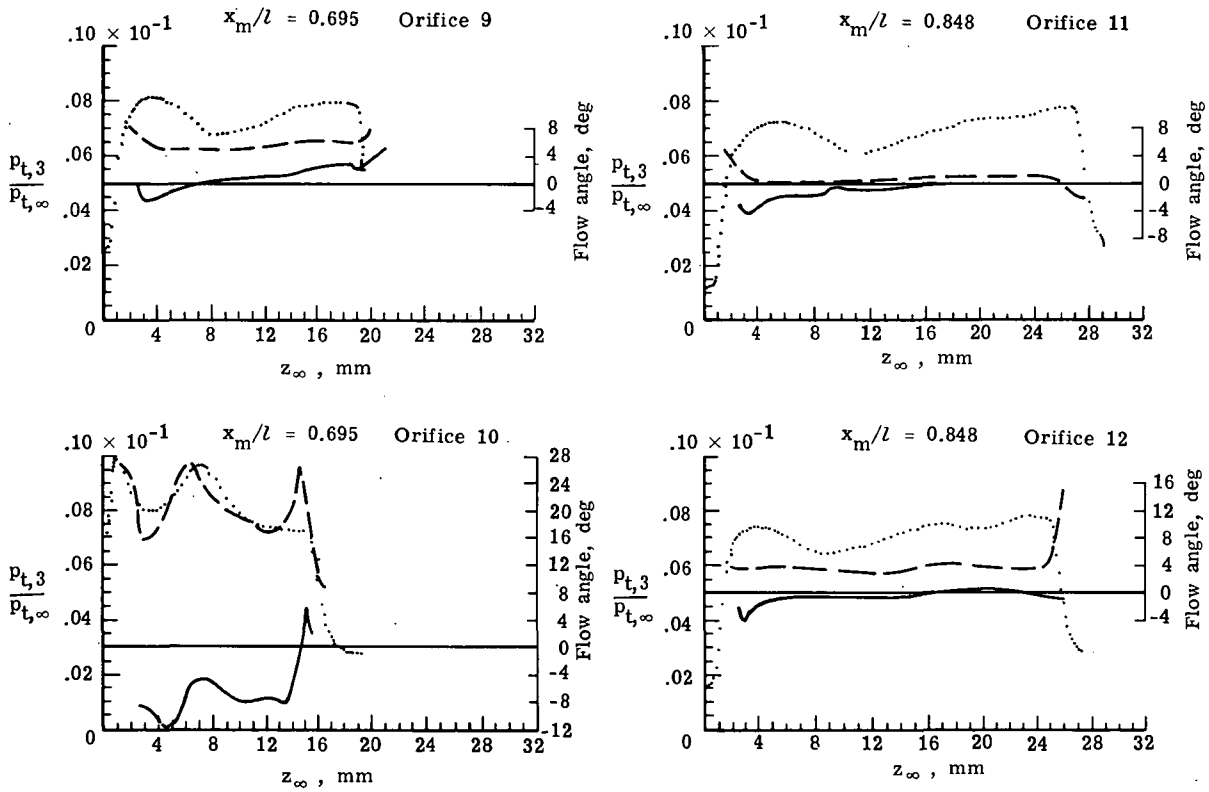 x_m/l = 0.695 Orifice 9
.10 × 10⁻¹
.08
.06
.04
.02
0
p_t,3
p_t,∞
8
4
0
-4
Flow angle, deg
4 8 12 16 20 24 28 32
z_∞ , mm
x_m/l = 0.848 Orifice 11
.10 × 10⁻¹
.08
.06
.04
.02
0
p_t,3
p_t,∞
8
4
0
-4
-8
Flow angle, deg
4 8 12 16 20 24 28 32
z_∞ , mm
x_m/l = 0.695 Orifice 10
.10 × 10⁻¹
.08
.06
.04
.02
0
p_t,3
p_t,∞
28
24
20
16
12
8
4
0
-4
-8
-12
Flow angle, deg
4 8 12 16 20 24 28 32
z_∞ , mm
x_m/l = 0.848 Orifice 12
.10 × 10⁻¹
.08
.06
.04
.02
0
p_t,3
p_t,∞
16
12
8
4
0
-4
Flow angle, deg
4 8 12 16 20 24 28 32
z_∞ , mm